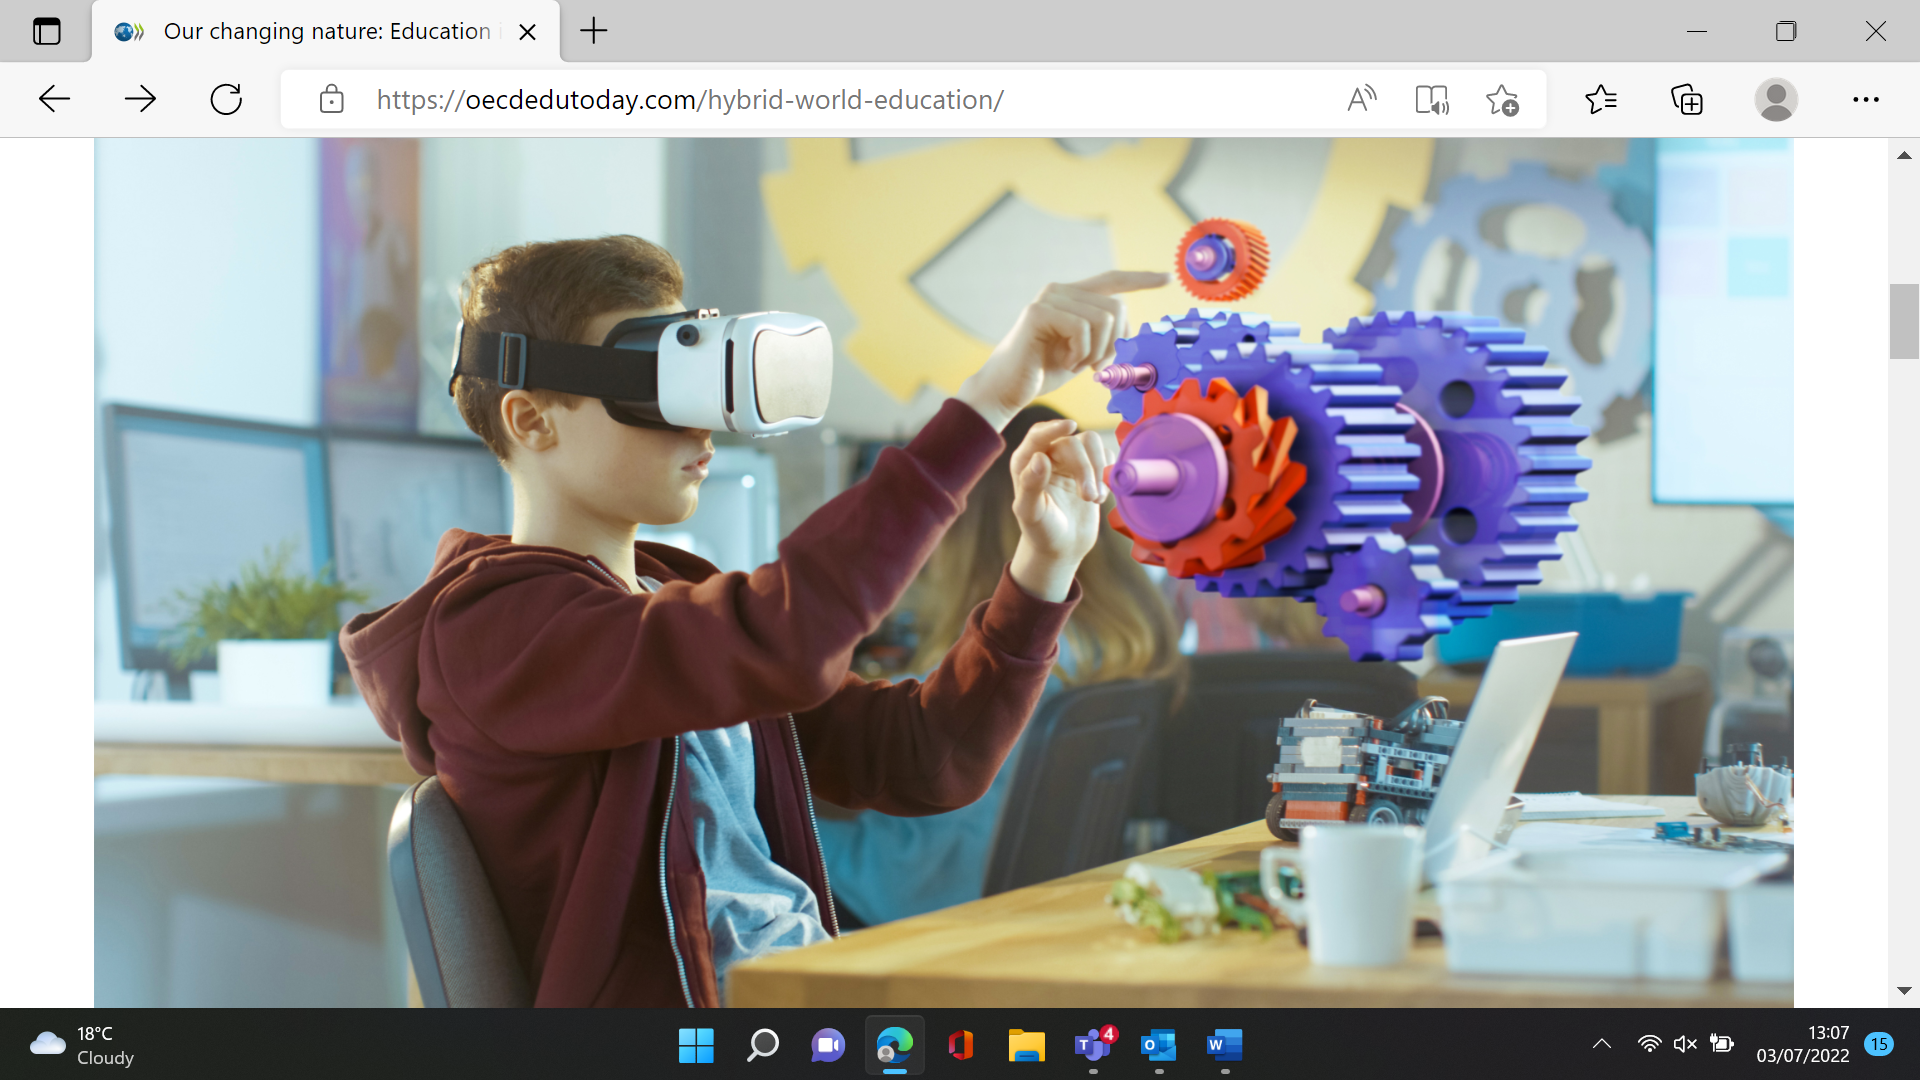 Our changing nature: Education
https://oecdedutoday.com/hybrid-world-education/
18°C
Cloudy
4
13:07
03/07/2022
15